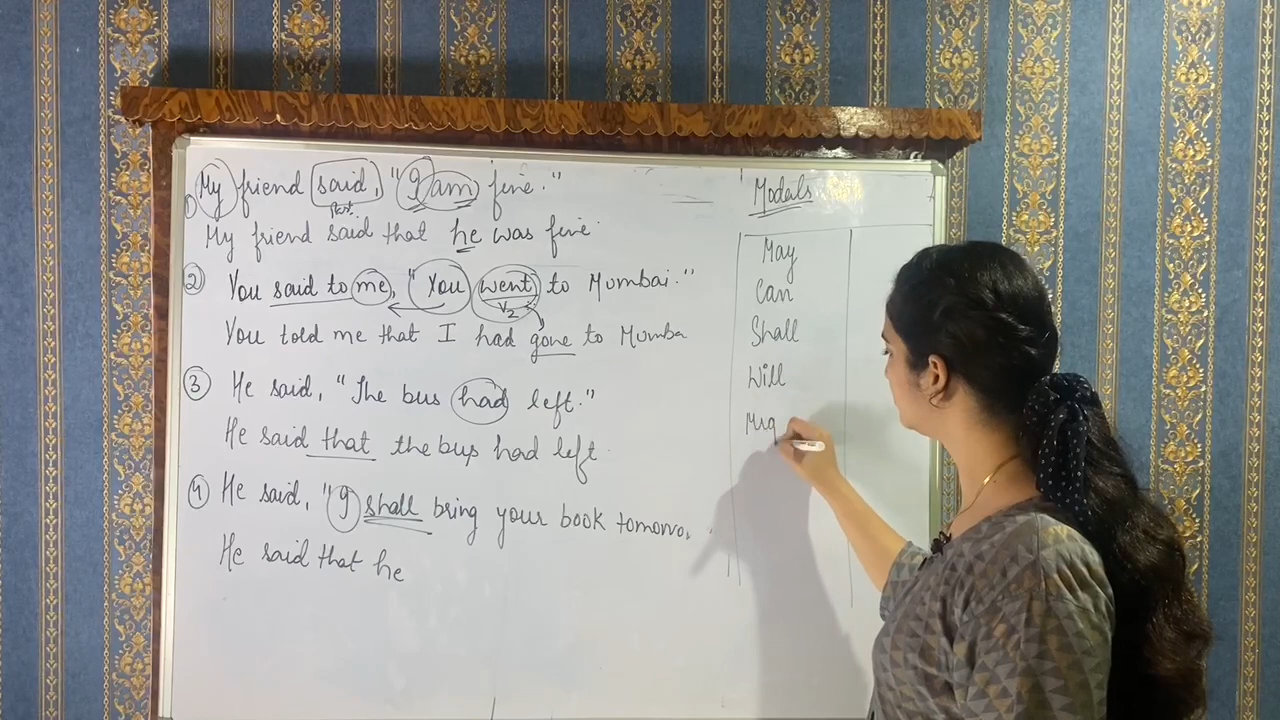 ① My friend said, "I am fine."
Past.
My friend said that he was fine
② You said to me, "You went to Mumbai."
V2
You told me that I had gone to Mumba
③ He said, "The bus had left."
He said that the bus had left.
④ He said, "I shall bring your book tomorro
He said that he
Modals
May
Can
Shall
Will
Mig